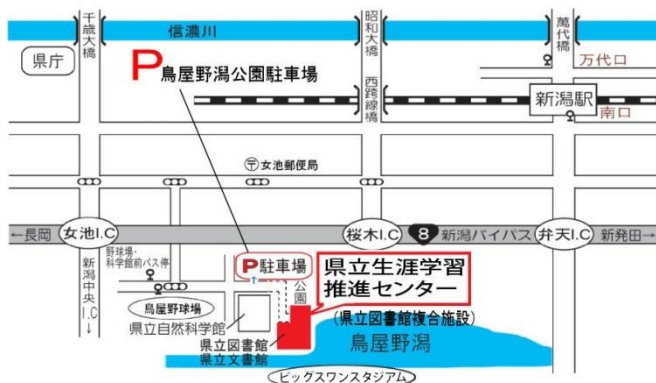 千歳大橋
信濃川
昭和大橋
萬代橋
県庁
P鳥屋野潟公園駐車場
万代口
西跨線橋
新潟駅
南口
〒女池郵便局
←長岡
女池I.C
桜木I.C
8
新潟バイパス
弁天I.C
新発田→
野球場・
科学館前バス停
新潟中央I.C↓
P駐車場
公園
県立生涯学習
推進センター
(県立図書館複合施設)
鳥屋野球場
県立自然科学館
県立図書館
県立文書館
鳥屋野潟
ビッグスワンスタジアム